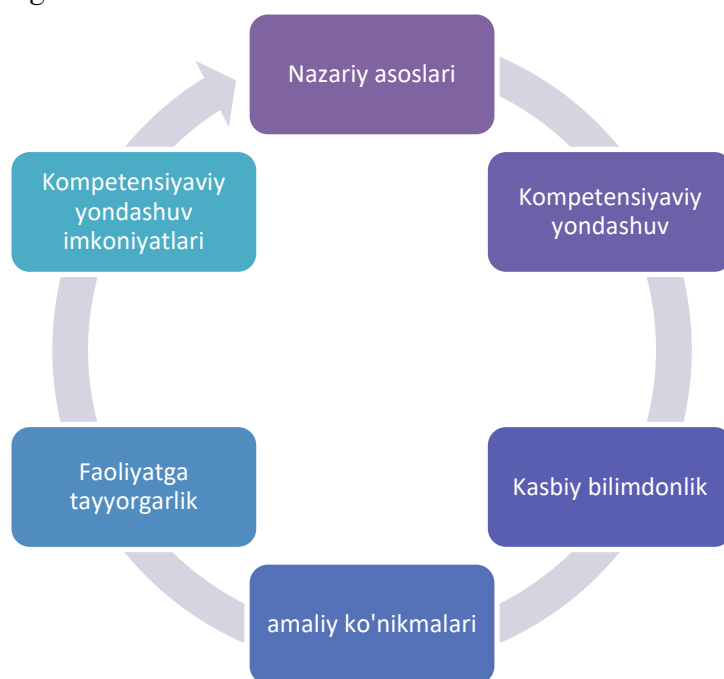 Nazariy asoslari
Kompetensiyaviy
yondashuv
Kasbiy bilimdonlik
amaliy ko'nikmalari
Faoliyatga
tayyorgarlik
Kompetensiyaviy
yondashuv
imkoniyatlari